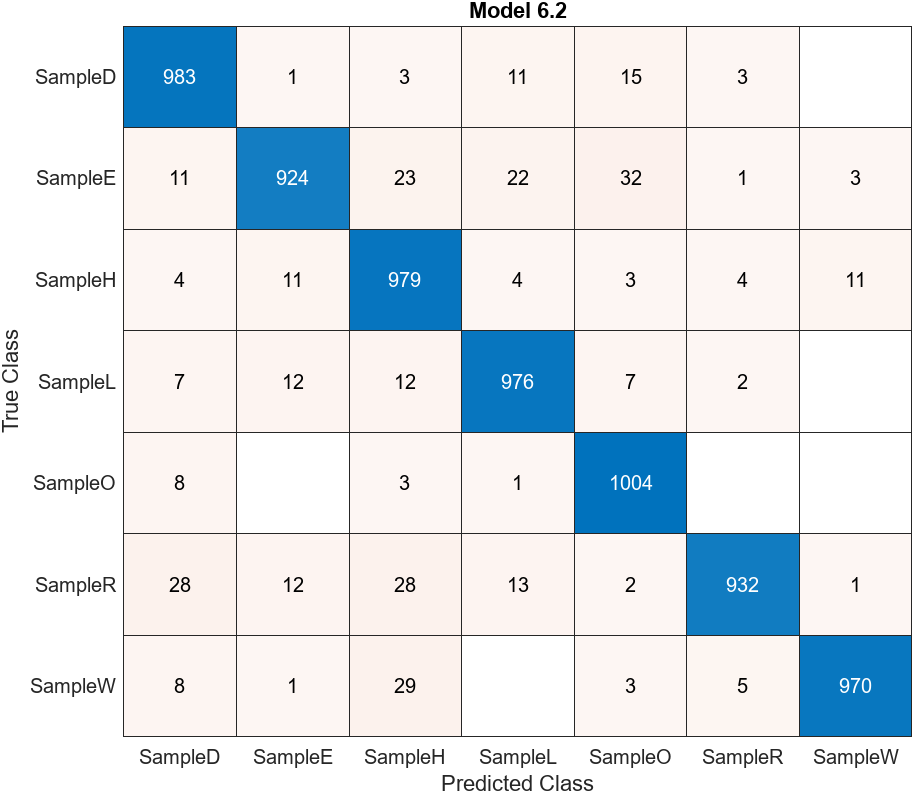 Model 6.2
SampleD 983 1 3 11 15 3
SampleE 11 924 23 22 32 1 3
SampleH 4 11 979 4 3 4 11
SampleL 7 12 12 976 7 2
SampleO 8 3 1 1004
SampleR 28 12 28 13 2 932 1
SampleW 8 1 29 3 5 970
True Class
SampleD SampleE SampleH SampleL SampleO SampleR SampleW
Predicted Class